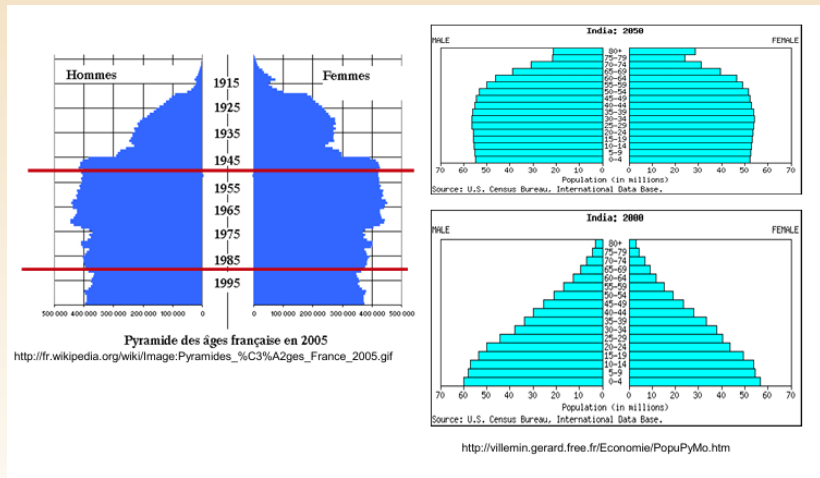 Hommes
Femmes
1915
1925
1935
1945
1955
1965
1975
1985
1995
500 000 400 000 300 000 200 000 100 000 0
0 100 000 200 000 300 000 400 000 500 000
Pyramide des âges française en 2005
http://fr.wikipedia.org/wiki/Image:Pyramides_%C3%A2ges_France_2005.gif
India: 2050
MALE FEMALE
80+
75-79
70-74
65-69
60-64
55-59
50-54
45-49
40-44
35-39
30-34
25-29
20-24
15-19
10-14
5-9
0-4
70 60 50 40 30 20 10 0 0 10 20 30 40 50 60 70
Population (in millions)
Source: U.S. Census Bureau, International Data Base.
India: 2000
MALE FEMALE
80+
75-79
70-74
65-69
60-64
55-59
50-54
45-49
40-44
35-39
30-34
25-29
20-24
15-19
10-14
5-9
0-4
70 60 50 40 30 20 10 0 0 10 20 30 40 50 60 70
Population (in millions)
Source: U.S. Census Bureau, International Data Base.
http://villemin.gerard.free.fr/Economie/PopuPyMo.htm